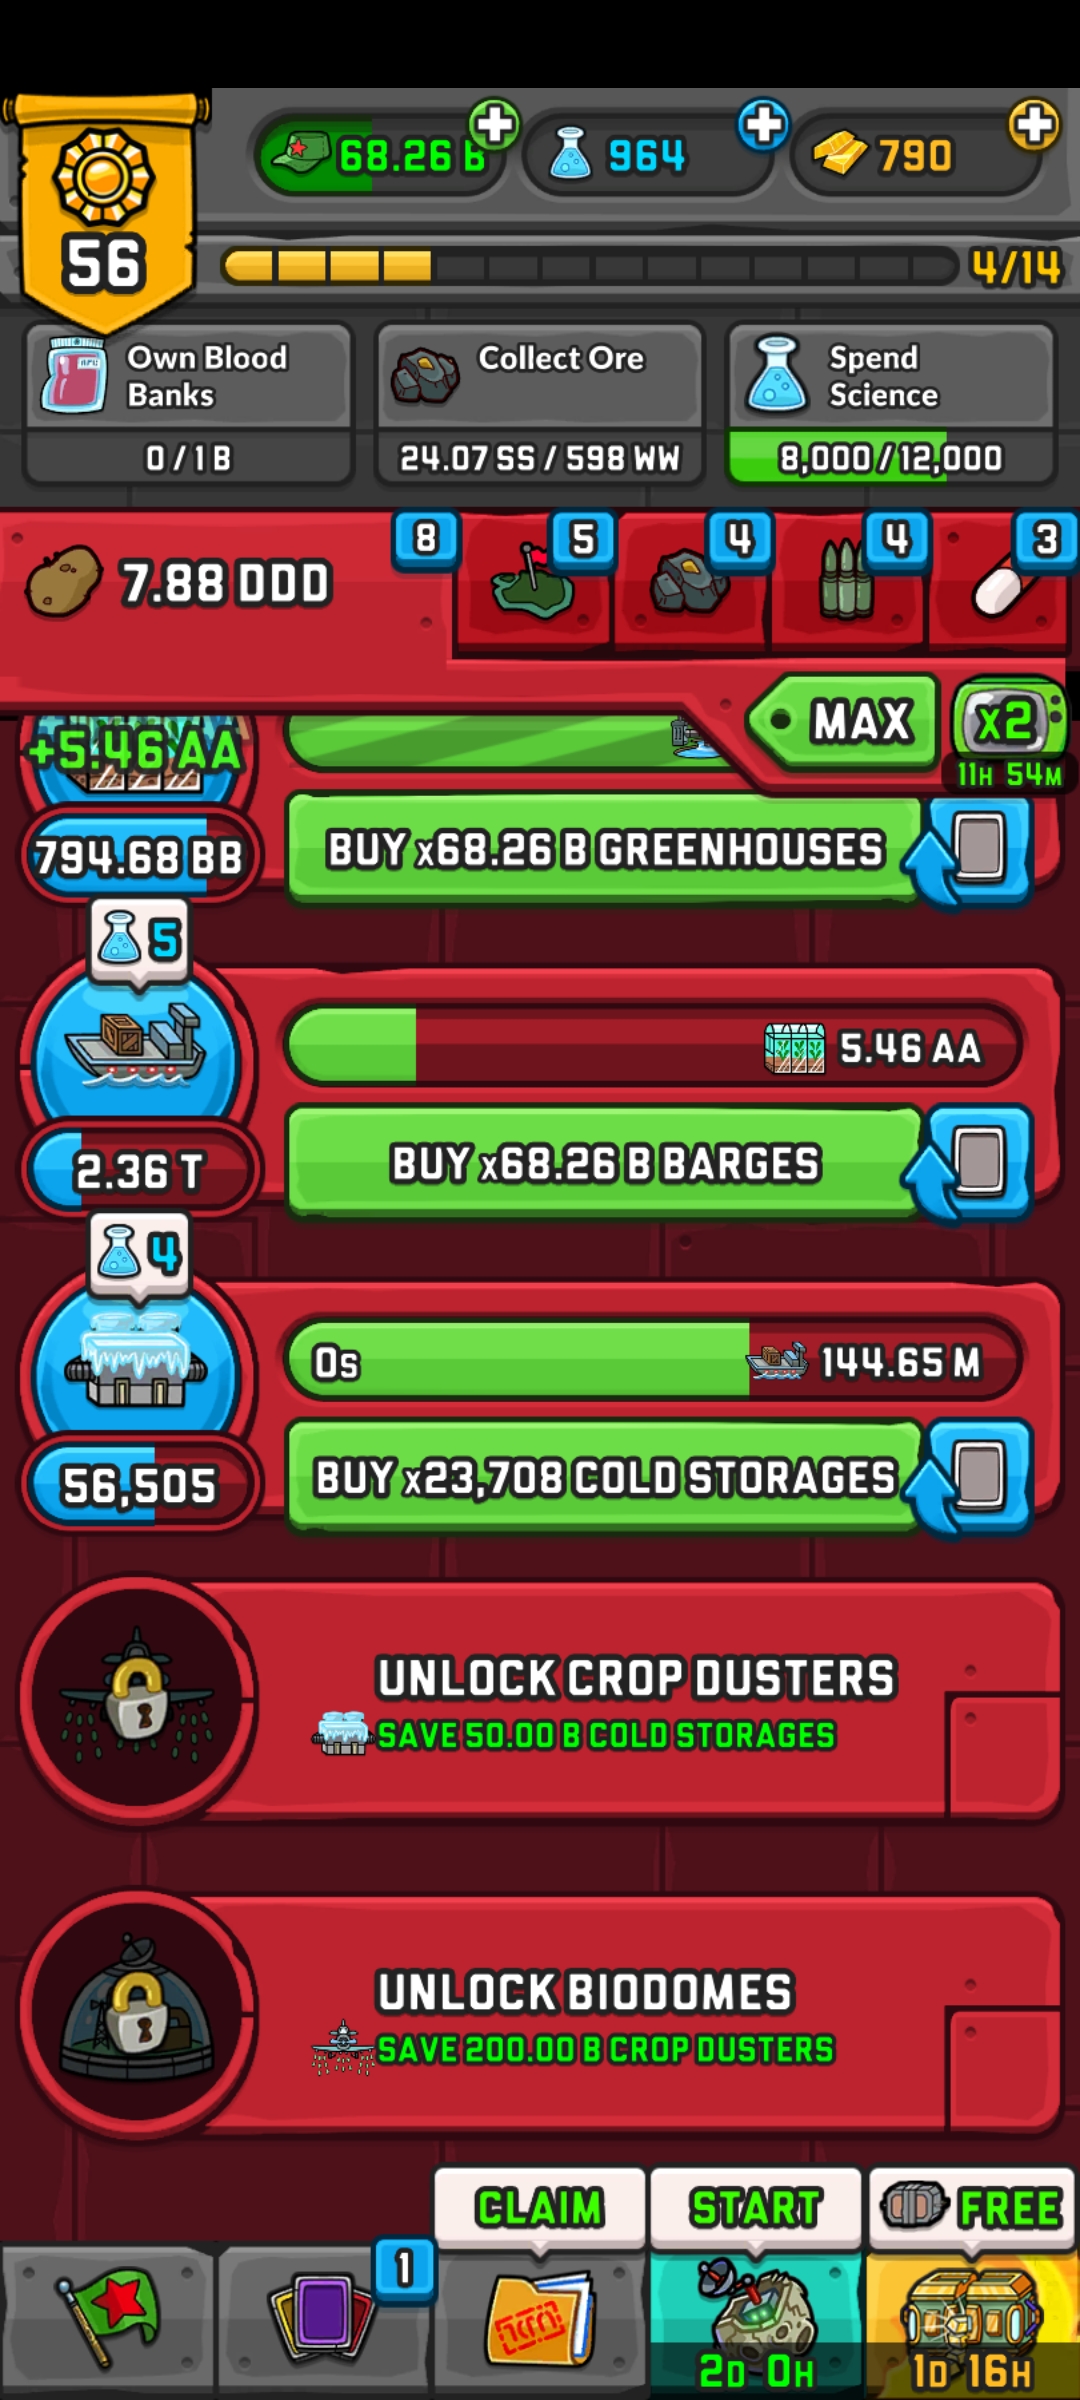 68.26 B
964
790
56
4/14
Own Blood
Banks
Collect Ore
Spend
Science
0 / 1 B
24.07 SS / 598 WW
8,000 / 12,000
7.88 DDD
8
5
4
4
3
MAX
x2
11H 54M
+5.46 AA
794.68 BB
BUY x68.26 B GREENHOUSES
5
5.46 AA
2.36 T
BUY x68.26 B BARGES
4
0s
144.65 M
56,505
BUY x23,708 COLD STORAGES
UNLOCK CROP DUSTERS
SAVE 50.00 B COLD STORAGES
UNLOCK BIODOMES
SAVE 200.00 B CROP DUSTERS
CLAIM
START
FREE
1
2D 0H
1D 16H